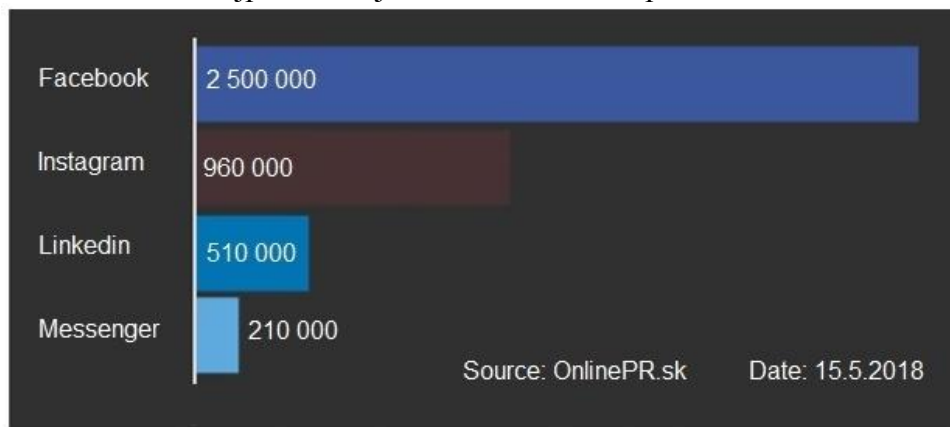 Facebook 2 500 000
Instagram 960 000
Linkedin 510 000
Messenger 210 000
Source: OnlinePR.sk Date: 15.5.2018